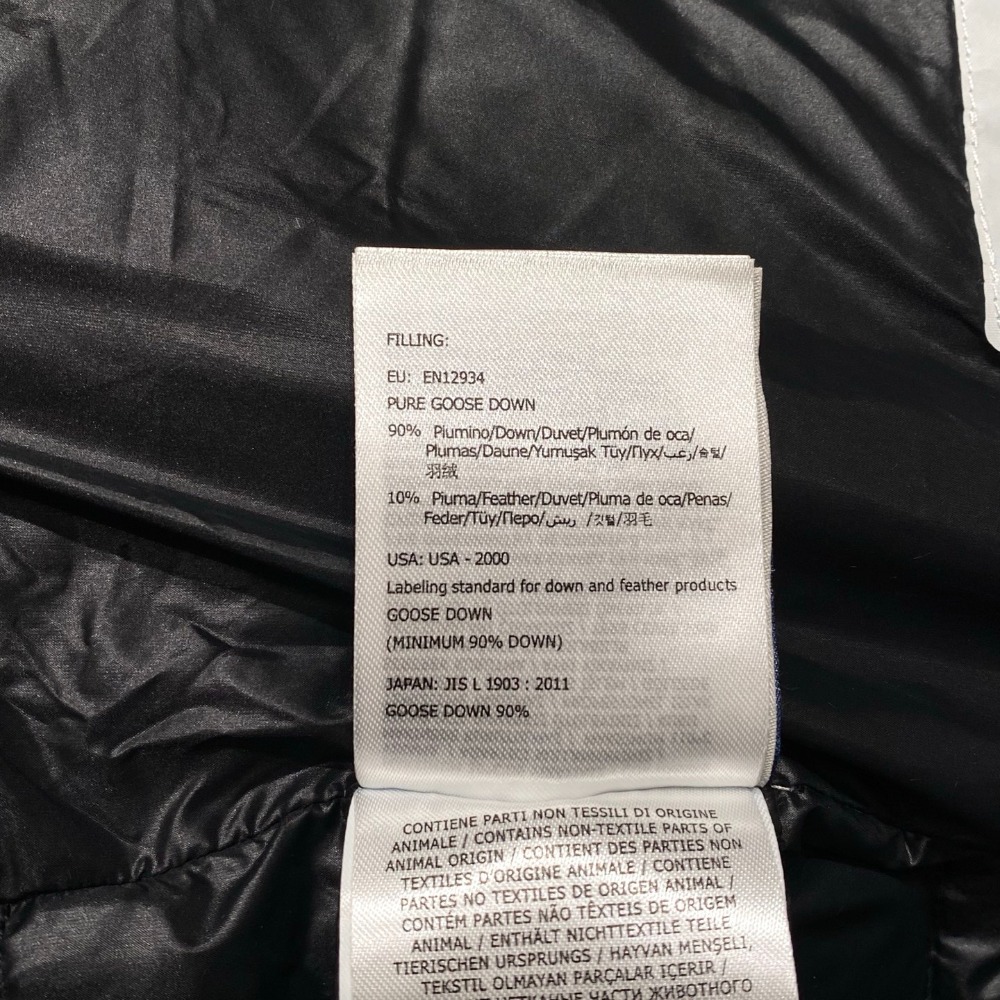 FILLING:
EU: EN12934
PURE GOOSE DOWN
90% Piumino/Down/Duvet/Plumón de oca/
Plumas/Daune/Yumuşak Tüy/Пух/زغب/솜털/
羽绒
10% Piuma/Feather/Duvet/Pluma de oca/Penas/
Feder/Tüy/Перо/ريش /깃털/羽毛
USA: USA - 2000
Labeling standard for down and feather products
GOOSE DOWN
(MINIMUM 90% DOWN)
JAPAN: JIS L 1903 : 2011
GOOSE DOWN 90%
CONTIENE PARTI NON TESSILI DI ORIGINE
ANIMALE / CONTAINS NON-TEXTILE PARTS OF
ANIMAL ORIGIN / CONTIENT DES PARTIES NON
TEXTILES D'ORIGINE ANIMALE / CONTIENE
PARTES NO TEXTILES DE ORIGEN ANIMAL /
CONTÉM PARTES NÃO TÊXTEIS DE ORIGEM
ANIMAL / ENTHÄLT NICHTTEXTILE TEILE
TIERISCHEN URSPRUNGS / HAYVAN MENŞELİ,
TEKSTIL OLMAYAN PARÇALAR IÇERIR /
ЧАСТИ ЖИВОТНОГО